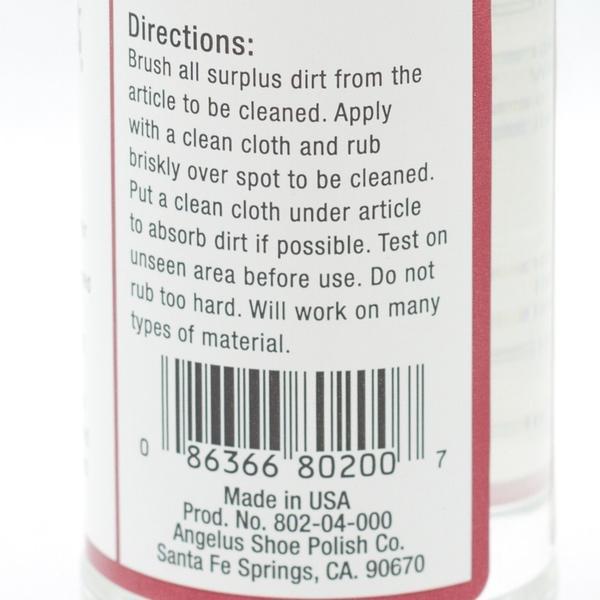 Directions:
Brush all surplus dirt from the
article to be cleaned. Apply
with a clean cloth and rub
briskly over spot to be cleaned.
Put a clean cloth under article
to absorb dirt if possible. Test on
unseen area before use. Do not
rub too hard. Will work on many
types of material.
0 86366 80200 7
Made in USA
Prod. No. 802-04-000
Angelus Shoe Polish Co.
Santa Fe Springs, CA. 90670